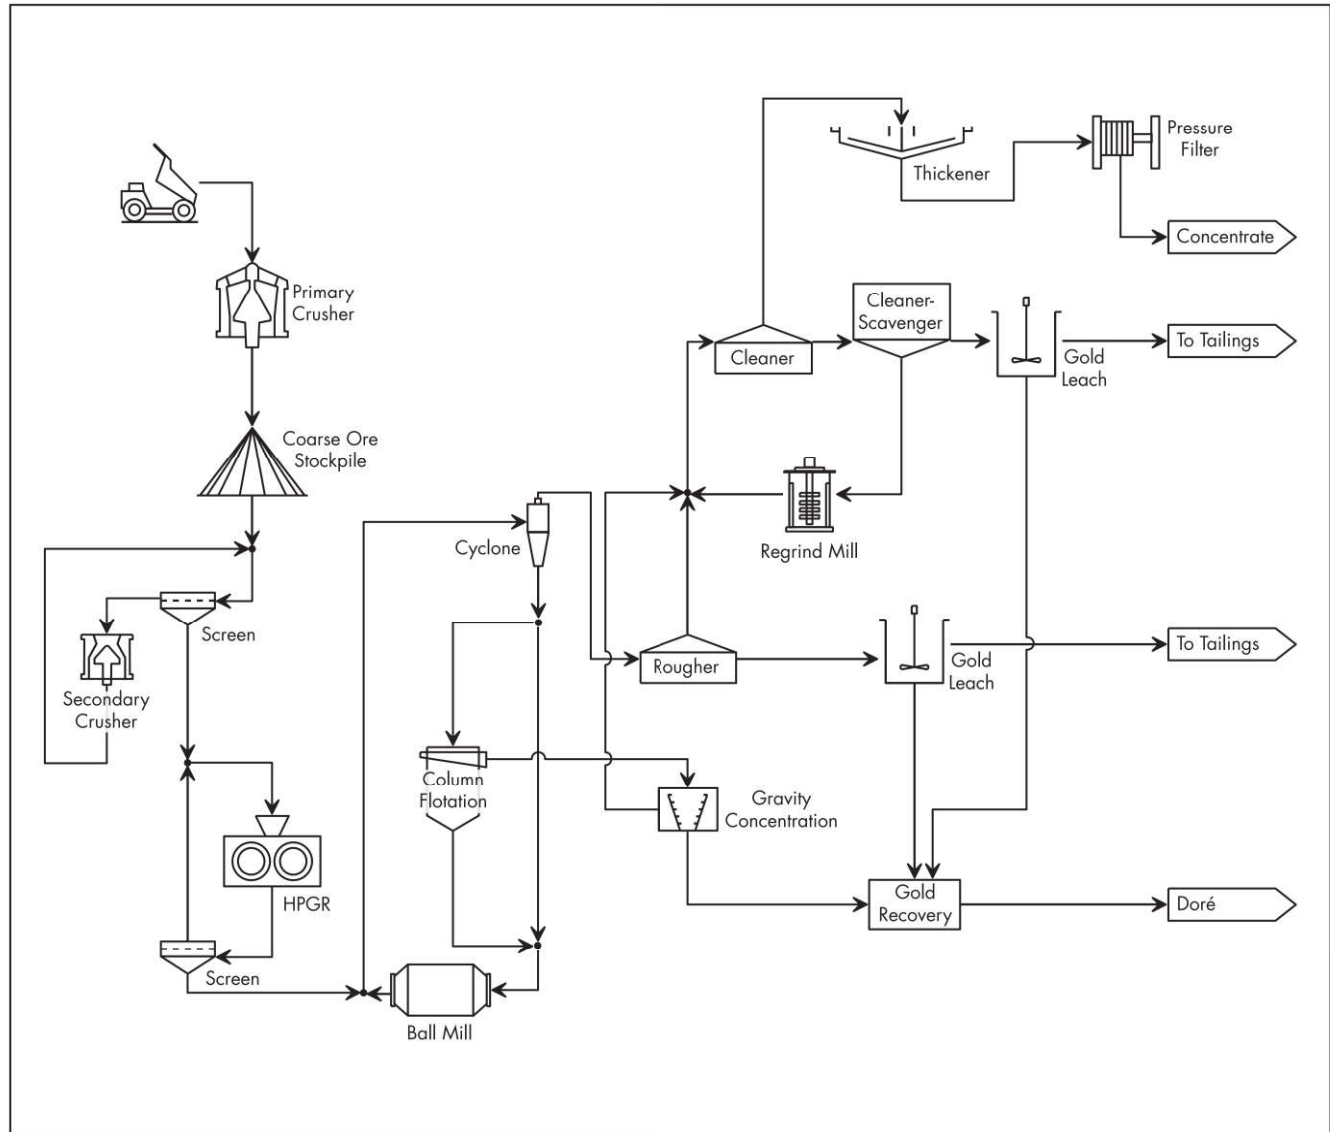 Pressure
Filter
Thickener
Concentrate
Primary
Crusher
Cleaner-
Scavenger
Cleaner
Gold
Leach
To Tailings
Coarse Ore
Stockpile
Cyclone
Regrind Mill
Screen
Secondary
Crusher
Rougher
Gold
Leach
To Tailings
Column
Flotation
Gravity
Concentration
HPGR
Gold
Recovery
Doré
Screen
Ball Mill